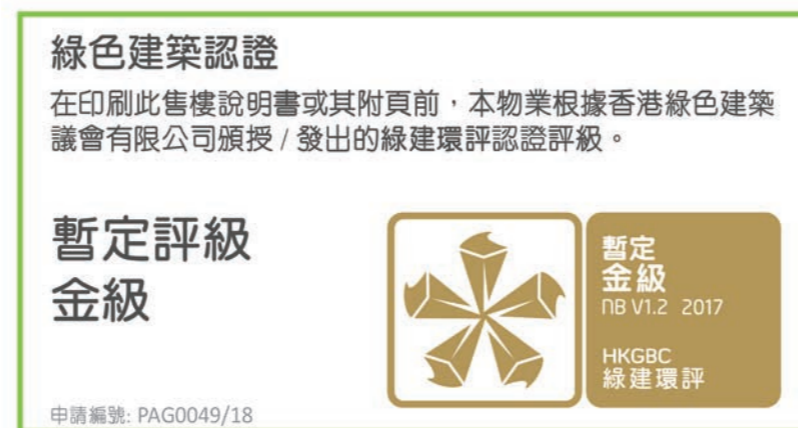 綠色建築認證
在印刷此售樓說明書或其附頁前，本物業根據香港綠色建築
議會有限公司頒授 / 發出的綠建環評認證評級。
暫定評級
金級
暫定
金級
NB V1.2 2017
HKGBC
綠建環評
申請編號: PAG0049/18